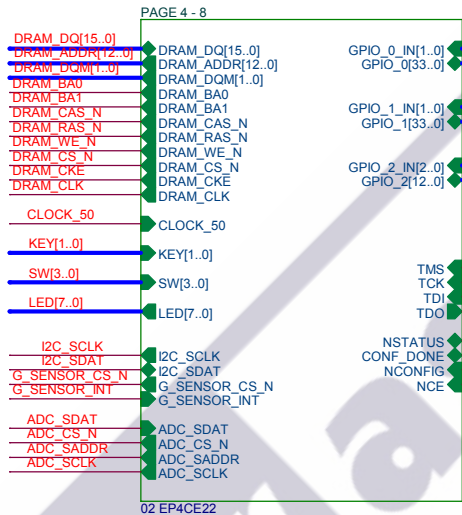 PAGE 4 - 8
DRAM_DQ[15..0] DRAM_DQ[15..0] GPIO_0_IN[1..0]
DRAM_ADDR[12..0] DRAM_ADDR[12..0] GPIO_0[33..0]
DRAM_DQM[1..0] DRAM_DQM[1..0]
DRAM_BA0 DRAM_BA0
DRAM_BA1 DRAM_BA1 GPIO_1_IN[1..0]
DRAM_CAS_N DRAM_CAS_N GPIO_1[33..0]
DRAM_RAS_N DRAM_RAS_N
DRAM_WE_N DRAM_WE_N
DRAM_CS_N DRAM_CS_N GPIO_2_IN[2..0]
DRAM_CKE DRAM_CKE GPIO_2[12..0]
DRAM_CLK DRAM_CLK
CLOCK_50 CLOCK_50
KEY[1..0] KEY[1..0]
TMS
SW[3..0] SW[3..0] TCK
TDI
LED[7..0] LED[7..0] TDO
NSTATUS
I2C_SCLK I2C_SCLK CONF_DONE
I2C_SDAT I2C_SDAT NCONFIG
G_SENSOR_CS_N G_SENSOR_CS_N NCE
G_SENSOR_INT G_SENSOR_INT
ADC_SDAT ADC_SDAT
ADC_CS_N ADC_CS_N
ADC_SADDR ADC_SADDR
ADC_SCLK ADC_SCLK
02 EP4CE22